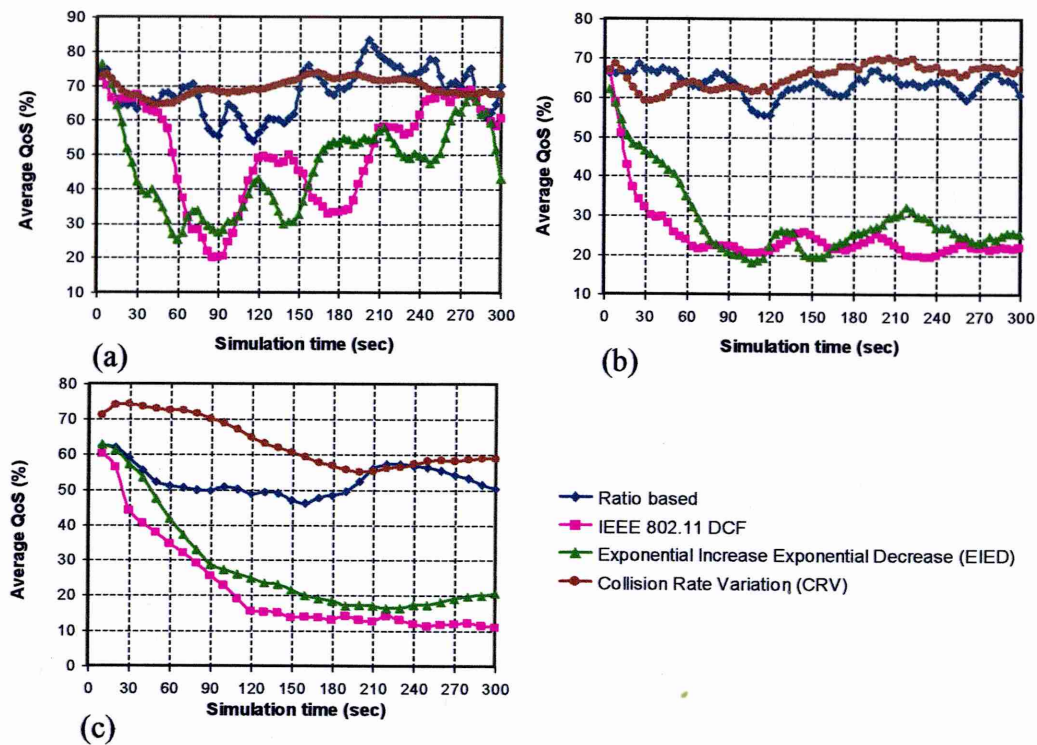 Average QoS (%)
90
80
70
60
50
40
30
20
10
0 30 60 90 120 150 180 210 240 270 300
Simulation time (sec)
(a)
Average QoS (%)
80
70
60
50
40
30
20
10
0 30 60 90 120 150 180 210 240 270 300
Simulation time (sec)
(b)
Average QoS (%)
80
70
60
50
40
30
20
10
0
0 30 60 90 120 150 180 210 240 270 300
Simulation time (sec)
(c)
Ratio based
IEEE 802.11 DCF
Exponential Increase Exponential Decrease (EIED)
Collision Rate Variation (CRV)